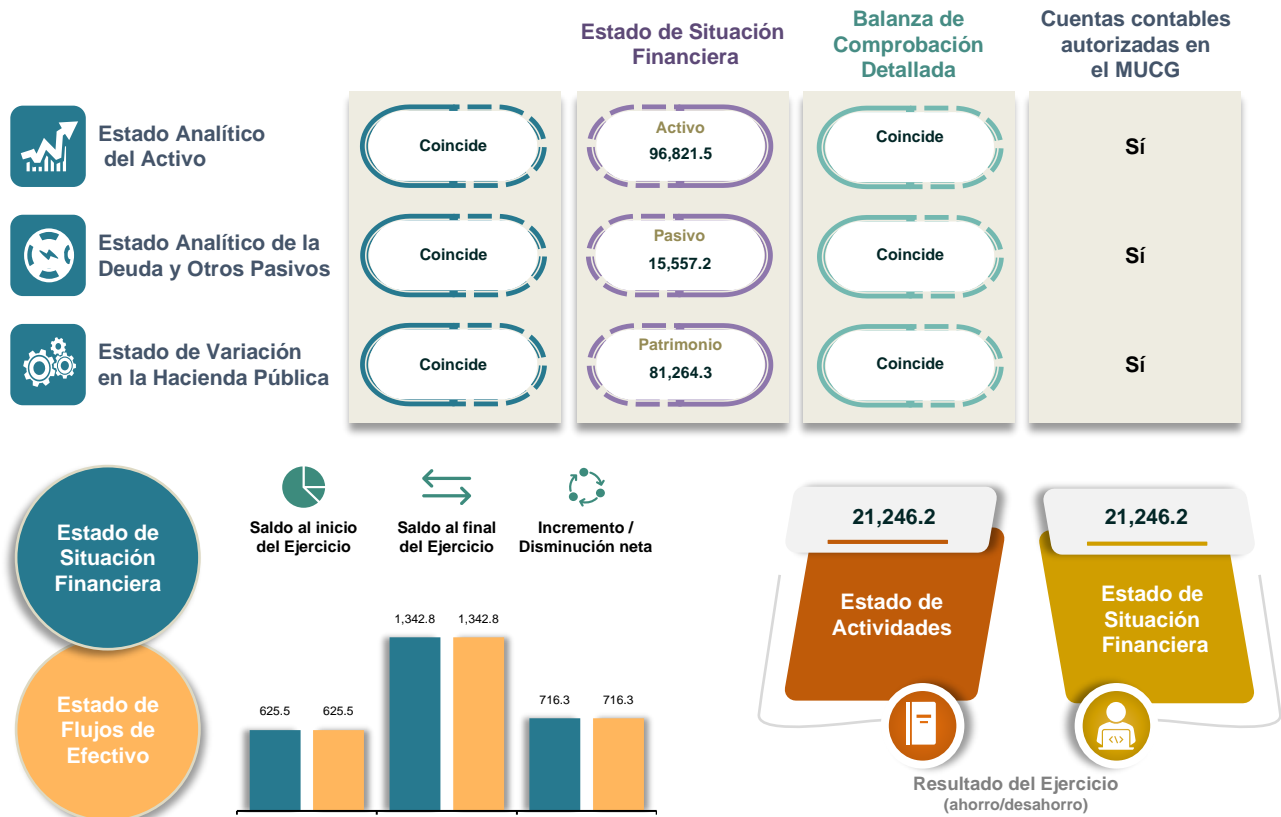 Estado de Situación
Financiera
Balanza de
Comprobación
Detallada
Cuentas contables
autorizadas en
el MUCG
Estado Analítico
del Activo
Coincide
Activo
96,821.5
Coincide
Sí
Estado Analítico de la
Deuda y Otros Pasivos
Coincide
Pasivo
15,557.2
Coincide
Sí
Estado de Variación
en la Hacienda Pública
Coincide
Patrimonio
81,264.3
Coincide
Sí
Estado de
Situación
Financiera
Estado de
Flujos de
Efectivo
Saldo al inicio
del Ejercicio
Saldo al final
del Ejercicio
Incremento /
Disminución neta
625.5
625.5
1,342.8
1,342.8
716.3
716.3
21,246.2
Estado de
Actividades
21,246.2
Estado de
Situación
Financiera
Resultado del Ejercicio
(ahorro/desahorro)